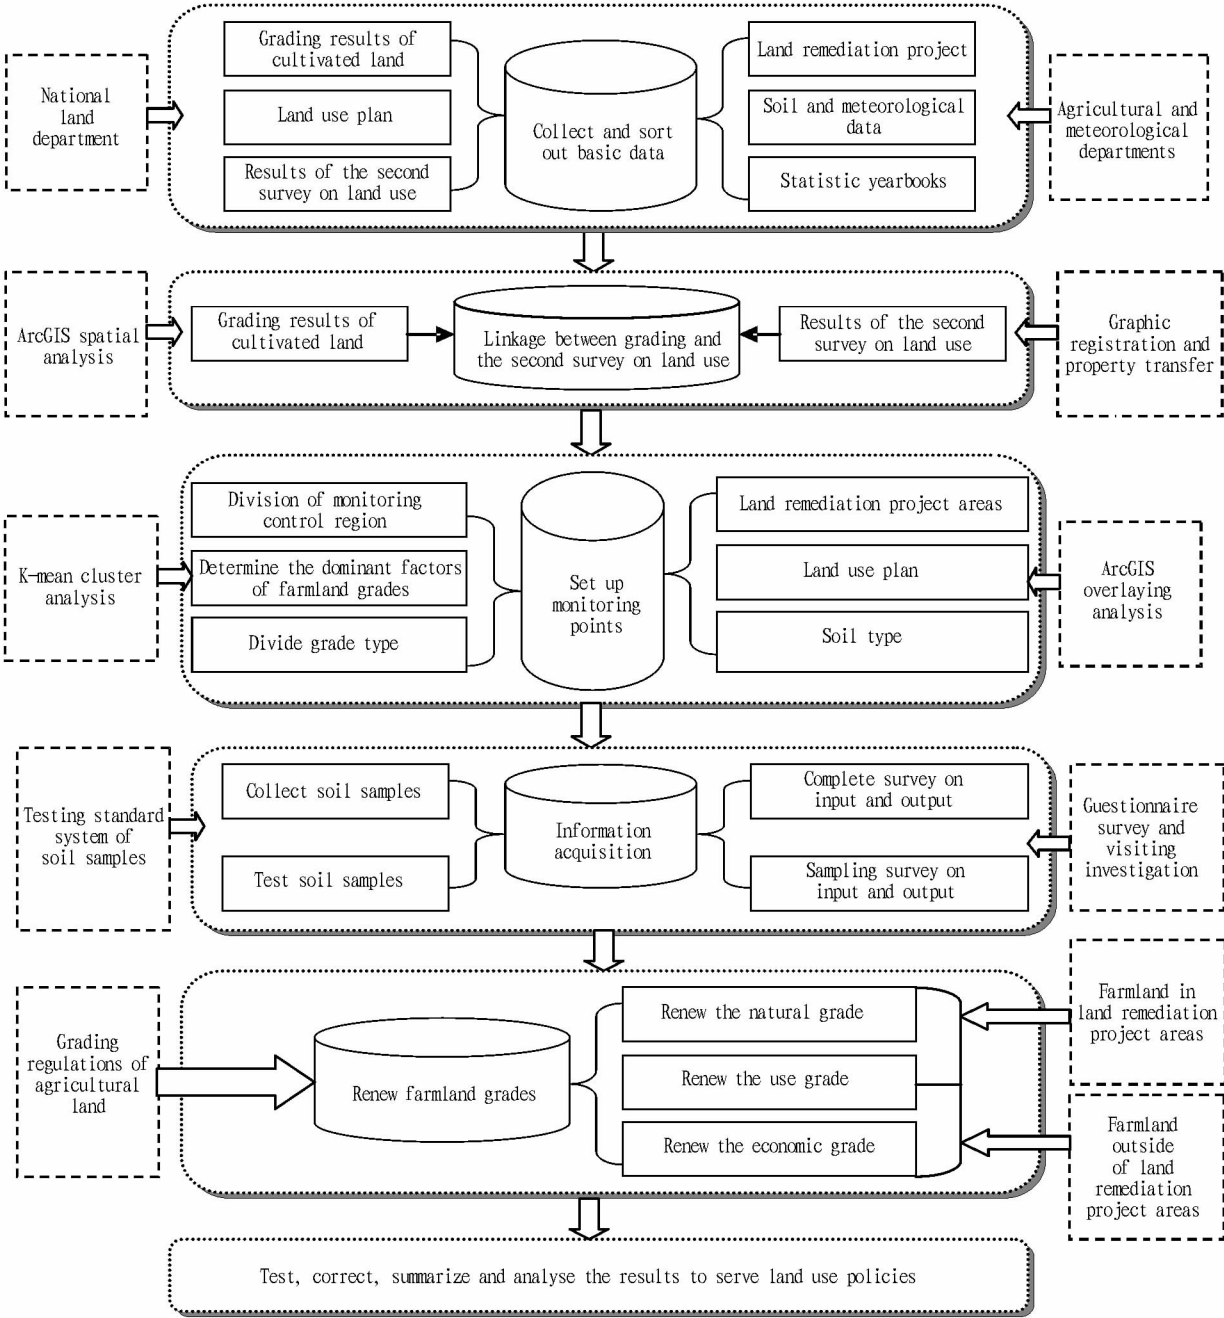 National
land
department
Grading results of
cultivated land
Land use plan
Results of the second
survey on land use
Collect and sort
out basic data
Land remediation project
Soil and meteorological
data
Statistic yearbooks
Agricultural and
meteorological
departments
ArcGIS spatial
analysis
Grading results of
cultivated land
Linkage between grading and
the second survey on land use
Results of the second
survey on land use
Graphic
registration and
property transfer
K-mean cluster
analysis
Division of monitoring
control region
Determine the dominant factors
of farmland grades
Divide grade type
Set up
monitoring
points
Land remediation project areas
Land use plan
Soil type
ArcGIS
overlaying
analysis
Testing standard
system of
soil samples
Collect soil samples
Test soil samples
Information
acquisition
Complete survey on
input and output
Sampling survey on
input and output
Guestionnaire
survey and
visiting
investigation
Grading
regulations of
agricultural
land
Renew farmland grades
Renew the natural grade
Renew the use grade
Renew the economic grade
Farmland in
land remediation
project areas
Farmland
outside
of land
remediation
project areas
Test, correct, summarize and analyse the results to serve land use policies